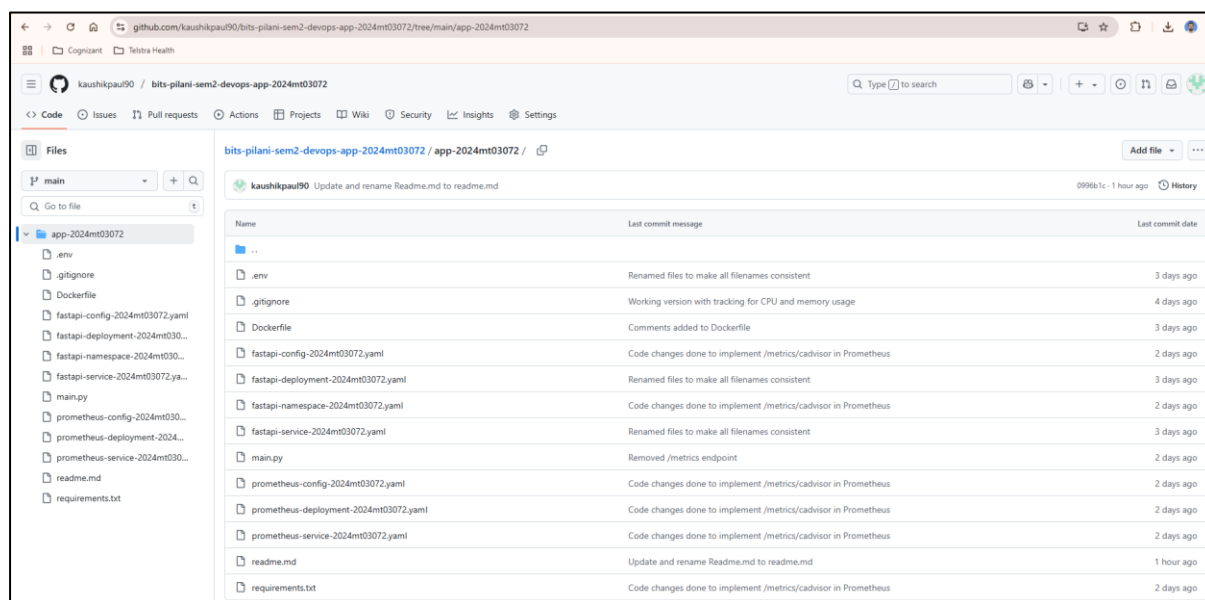 github.com/kaushikpaul90/bits-pilani-sem2-devops-app-2024mt03072/tree/main/app-2024mt03072
Cognizant Telstra Health
kaushikpaul90 / bits-pilani-sem2-devops-app-2024mt03072 Type / to search
Code Issues Pull requests Actions Projects Wiki Security Insights Settings
Files
main
Go to file t
app-2024mt03072
.env
.gitignore
Dockerfile
fastapi-config-2024mt03072.yaml
fastapi-deployment-2024mt030...
fastapi-namespace-2024mt030...
fastapi-service-2024mt03072.ya...
main.py
prometheus-config-2024mt030...
prometheus-deployment-2024...
prometheus-service-2024mt030...
readme.md
requirements.txt
bits-pilani-sem2-devops-app-2024mt03072 / app-2024mt03072 / Add file ...
kaushikpaul90 Update and rename Readme.md to readme.md 0996b1c · 1 hour ago History
Name Last commit message Last commit date
..
.env Renamed files to make all filenames consistent 3 days ago
.gitignore Working version with tracking for CPU and memory usage 4 days ago
Dockerfile Comments added to Dockerfile 3 days ago
fastapi-config-2024mt03072.yaml Code changes done to implement /metrics/cadvisor in Prometheus 2 days ago
fastapi-deployment-2024mt03072.yaml Renamed files to make all filenames consistent 3 days ago
fastapi-namespace-2024mt03072.yaml Code changes done to implement /metrics/cadvisor in Prometheus 2 days ago
fastapi-service-2024mt03072.yaml Renamed files to make all filenames consistent 3 days ago
main.py Removed /metrics endpoint 2 days ago
prometheus-config-2024mt03072.yaml Code changes done to implement /metrics/cadvisor in Prometheus 2 days ago
prometheus-deployment-2024mt03072.yaml Code changes done to implement /metrics/cadvisor in Prometheus 2 days ago
prometheus-service-2024mt03072.yaml Code changes done to implement /metrics/cadvisor in Prometheus 2 days ago
readme.md Update and rename Readme.md to readme.md 1 hour ago
requirements.txt Code changes done to implement /metrics/cadvisor in Prometheus 2 days ago